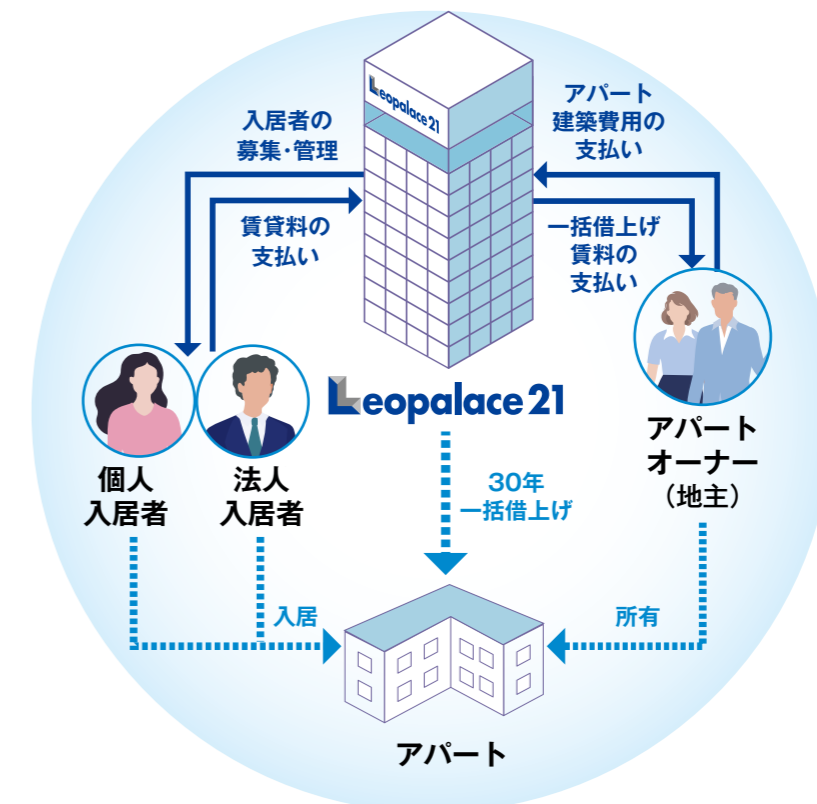 Leopalace21
入居者の
募集・管理
アパート
建築費用の
支払い
賃貸料の
支払い
一括借上げ
賃料の
支払い
Leopalace21
個人
入居者
法人
入居者
アパート
オーナー
（地主）
30年
一括借上げ
入居
所有
アパート